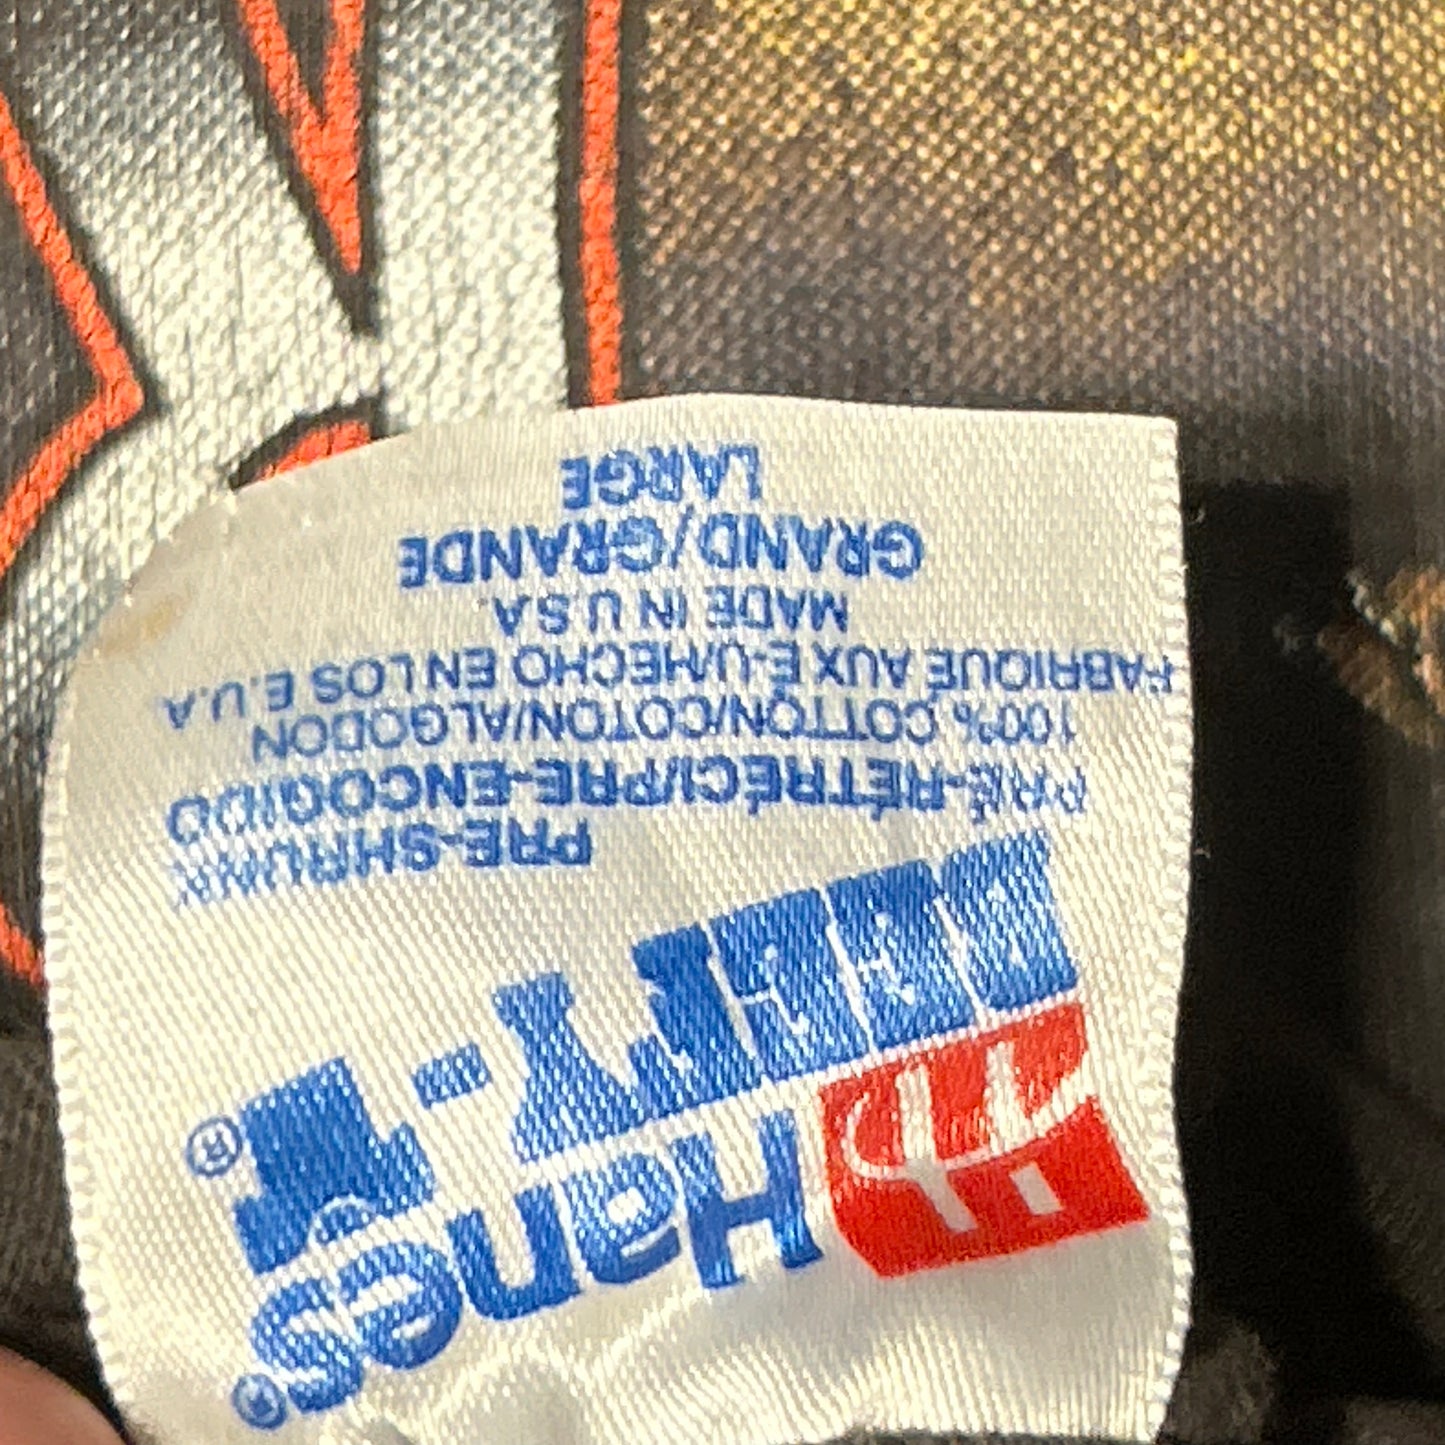 Hanes®
BEEFY-T®
PRE-SHRUNK
PRÉ-RÉTRÉCI/PRE-ENCOGIDO
100% COTTON/COTON/ALGODON
FABRIQUÉ AUX É-U/HECHO EN LOS E.U.A
MADE IN U.S.A.
GRAND/GRANDE
LARGE